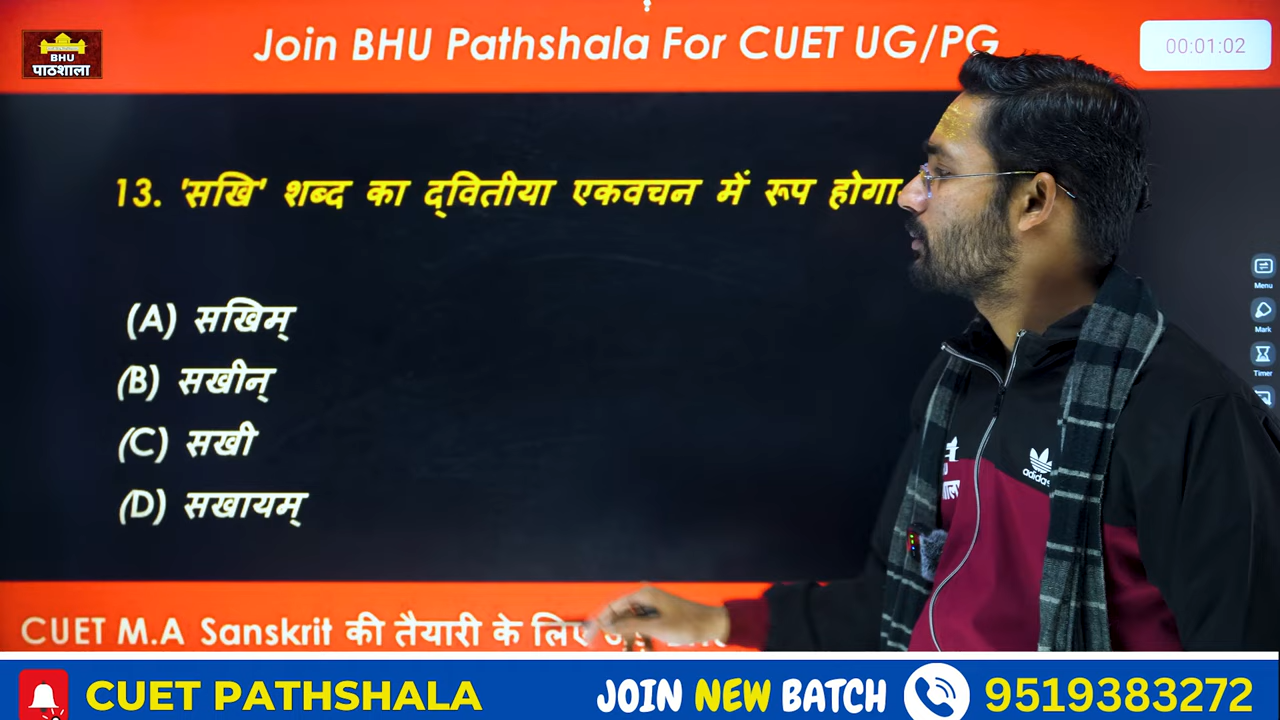 Join BHU Pathshala For CUET UG/PG
BHU
पाठशाला
00:01:02
13. 'सखि' शब्द का द्वितीया एकवचन में रूप होगा
(A) सखिम्
(B) सखीन्
(C) सखी
(D) सखायम्
Menu
Mark
Timer
adidas
CUET M.A Sanskrit की तैयारी के लिए
CUET PATHSHALA
JOIN NEW BATCH
9519383272